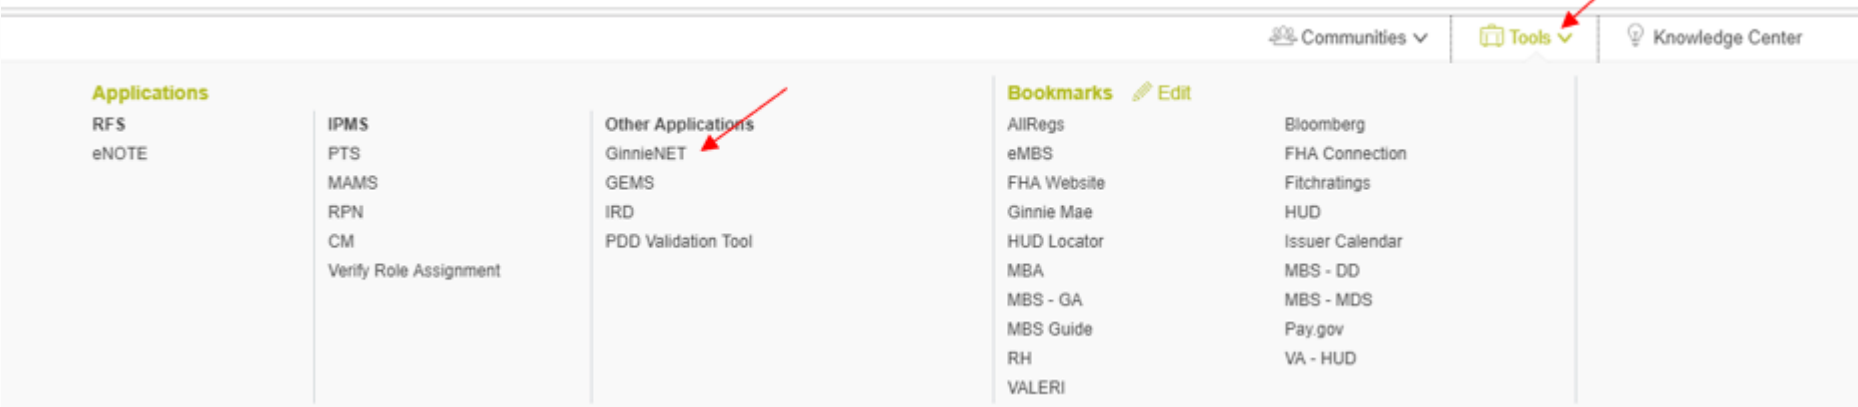 Communities
Tools
Knowledge Center
Applications
RFS
eNOTE
IPMS
PTS
MAMS
RPN
CM
Verify Role Assignment
Other Applications
GinnieNET
GEMS
IRD
PDD Validation Tool
Bookmarks Edit
AllRegs
eMBS
FHA Website
Ginnie Mae
HUD Locator
MBA
MBS - GA
MBS Guide
RH
VALERI
Bloomberg
FHA Connection
Fitchratings
HUD
Issuer Calendar
MBS - DD
MBS - MDS
Pay.gov
VA - HUD